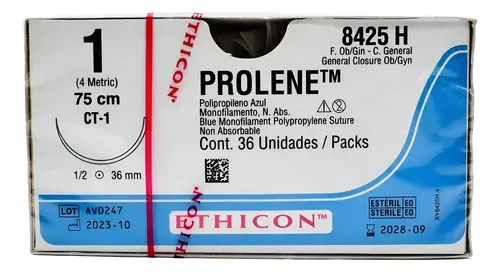 1
(4 Metric)
75 cm
CT-1
1/2
36 mm
LOT AV0247
2023-10
ETHICON
8425 H
F. Ob/Gin - C. General
General Closure Ob/Gyn
PROLENE™
Polipropileno Azul
Monofilamento, N. Abs.
Blue Monofilament Polypropylene Suture
Non Absorbable
Cont. 36 Unidades / Packs
ETHICON™
ESTÉRIL EO
STERILE EO
2028-09
ETHICON